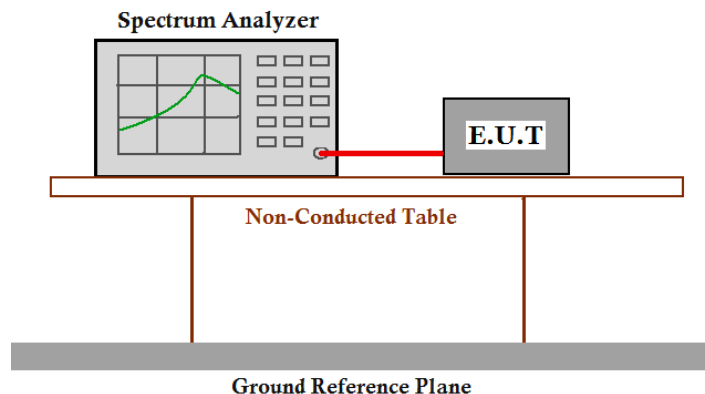 Spectrum Analyzer
E.U.T
Non-Conducted Table
Ground Reference Plane